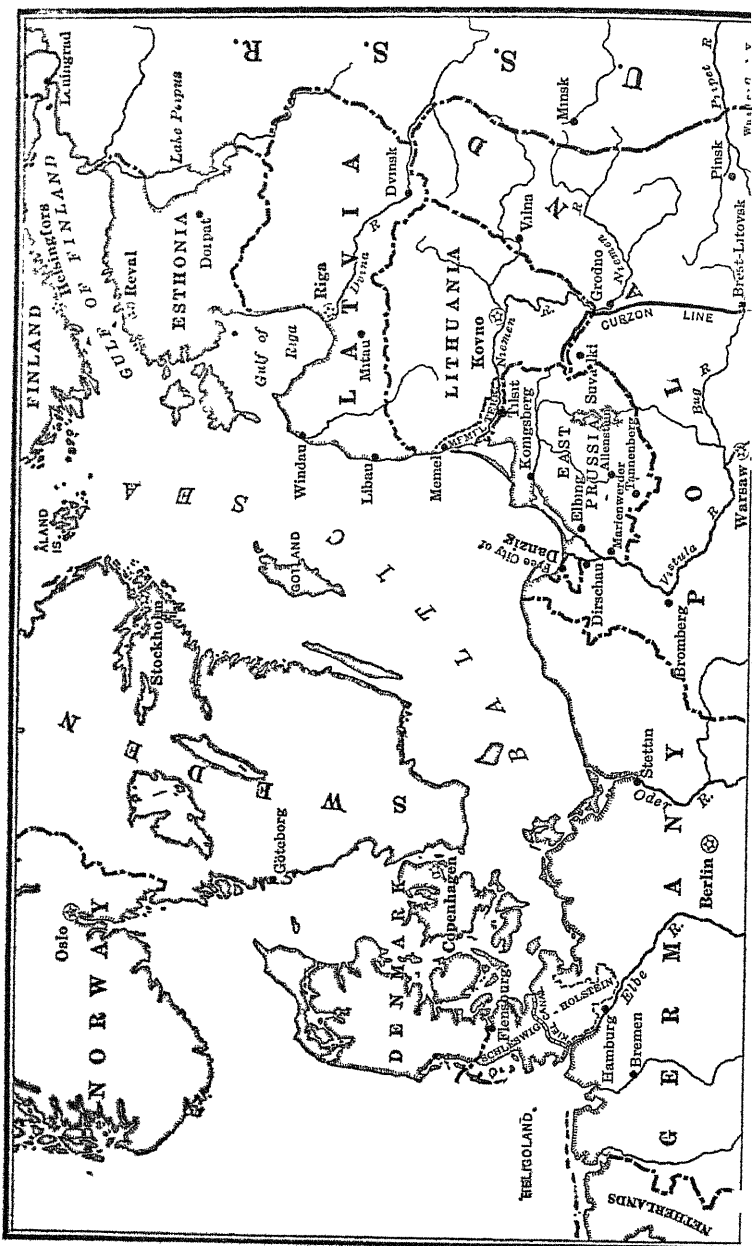 NORWAY
Oslo
SWEDEN
Stockholm
Göteborg
ÅLAND
IS.
FINLAND
Helsingfors
GULF OF FINLAND
Leningrad
Reval
ESTHONIA
Dorpat
Lake Peipus
U. S. S. R.
Gulf of
Riga
Riga
LATVIA
Dvina R
Mitau
Dvinsk
Windau
Libau
GOTLAND
BALTIC SEA
DENMARK
Copenhagen
Flensburg
SCHLESWIG
HOLSTEIN
KIEL CANAL
HELIGOLAND
Memel
LITHUANIA
Kovno
Niemen
R.
Tilsit
Konigsberg
EAST
PRUSSIA
Elbing
Allenstein
Marienwerder
Tannenberg
Free City of
Danzig
Dirschau
Vilna
Suvalki
Grodno
Niemen
R
CURZON LINE
Minsk
Pinsk
Pripet R
Brest-Litovsk
POLAND
Bug R
Vistula
R
Warsaw
Bromberg
Stettin
Oder
R.
Berlin
GERMANY
Elbe
R.
Hamburg
Bremen
NETHERLANDS